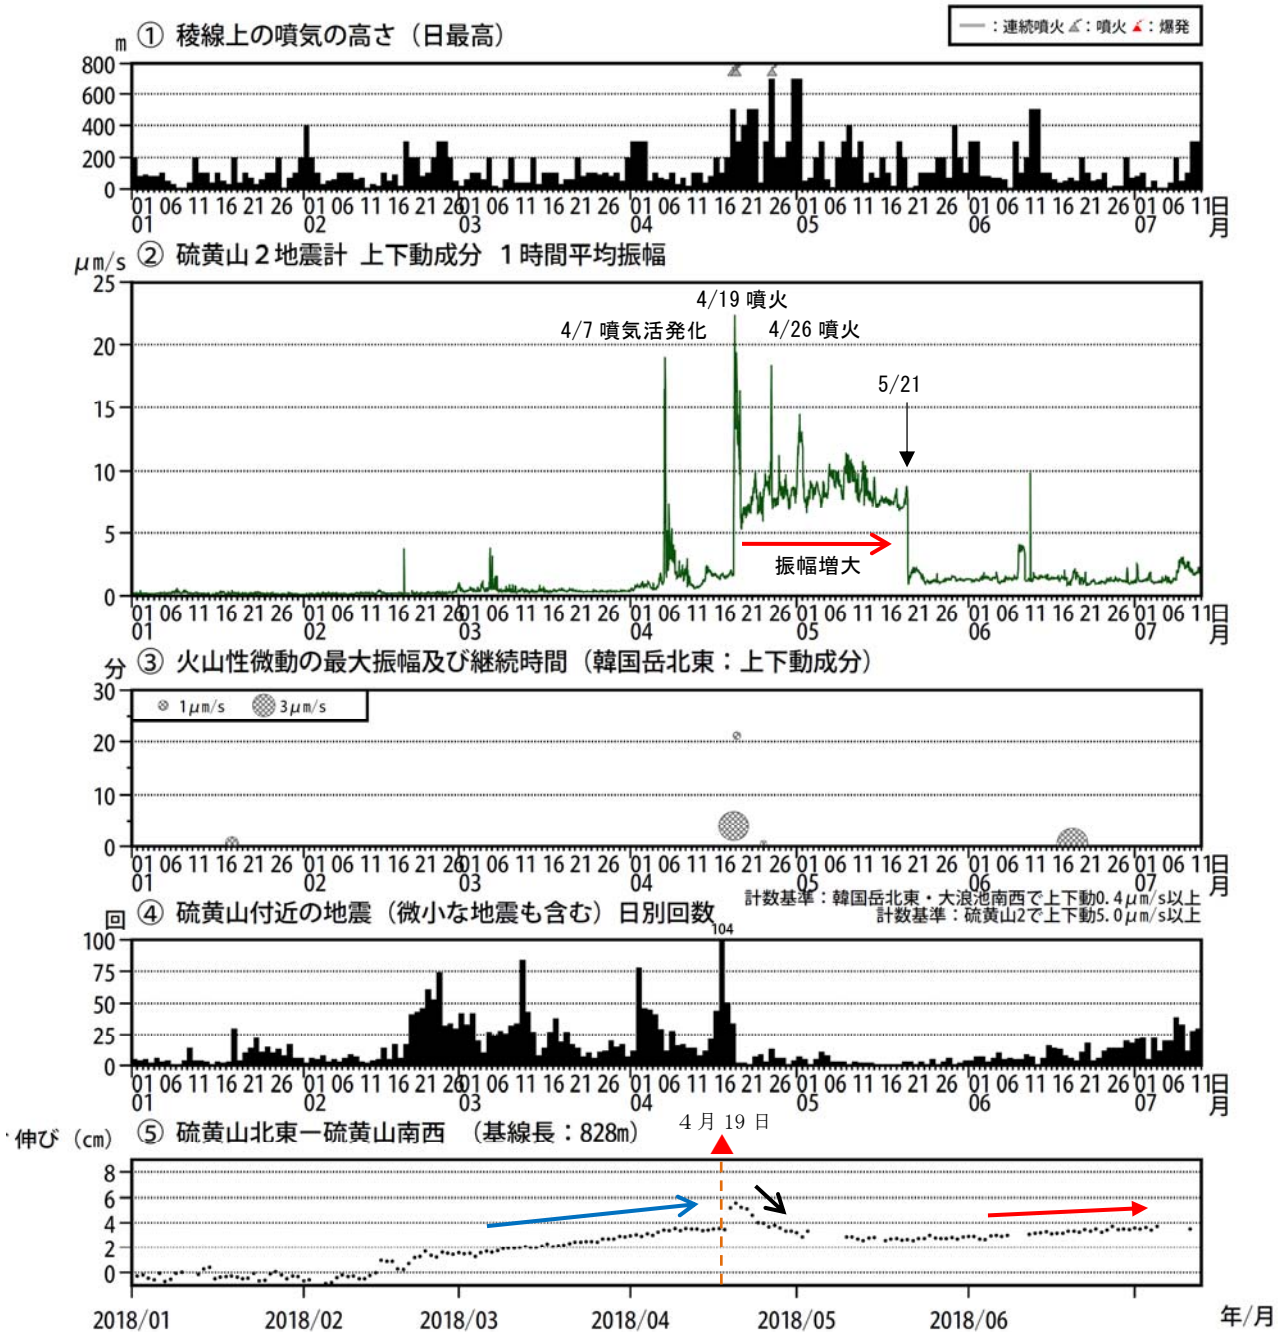 ① 稜線上の噴気の高さ（日最高）
— ：連続噴火 ：噴火 ：爆発
m
800
600
400
200
0
01 06 11 16 21 26 01 06 11 16 21 26 01 06 11 16 21 26 01 06 11 16 21 26 01 06 11 16 21 26 01 06 11 16 21 26 01 06 11日
01 02 03 04 05 06 07 月
② 硫黄山２地震計 上下動成分 １時間平均振幅
μm/s
25
20
15
10
5
0
4/19 噴火
4/7 噴気活発化
4/26 噴火
5/21
振幅増大
01 06 11 16 21 26 01 06 11 16 21 26 01 06 11 16 21 26 01 06 11 16 21 26 01 06 11 16 21 26 01 06 11 16 21 26 01 06 11日
01 02 03 04 05 06 07 月
③ 火山性微動の最大振幅及び継続時間（韓国岳北東：上下動成分）
分
30
20
10
0
1μm/s 3μm/s
01 06 11 16 21 26 01 06 11 16 21 26 01 06 11 16 21 26 01 06 11 16 21 26 01 06 11 16 21 26 01 06 11 16 21 26 01 06 11日
01 02 03 04 05 06 07 月
計数基準：韓国岳北東・大浪池南西で上下動0.4μm/s以上
計数基準：硫黄山2で上下動5.0μm/s以上
④ 硫黄山付近の地震（微小な地震も含む）日別回数
回
104
100
75
50
25
0
01 06 11 16 21 26 01 06 11 16 21 26 01 06 11 16 21 26 01 06 11 16 21 26 01 06 11 16 21 26 01 06 11 16 21 26 01 06 11日
01 02 03 04 05 06 07 月
4月19日
⑤ 硫黄山北東ー硫黄山南西 （基線長：828m）
伸び（cm）
8
6
4
2
0
2018/01 2018/02 2018/03 2018/04 2018/05 2018/06 年/月